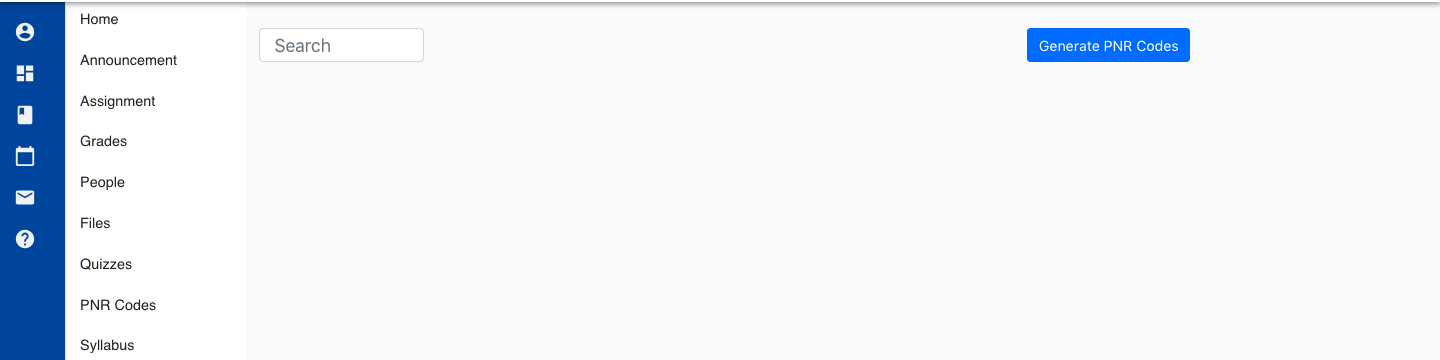 Home
Announcement
Assignment
Grades
People
Files
Quizzes
PNR Codes
Syllabus
Search
Generate PNR Codes